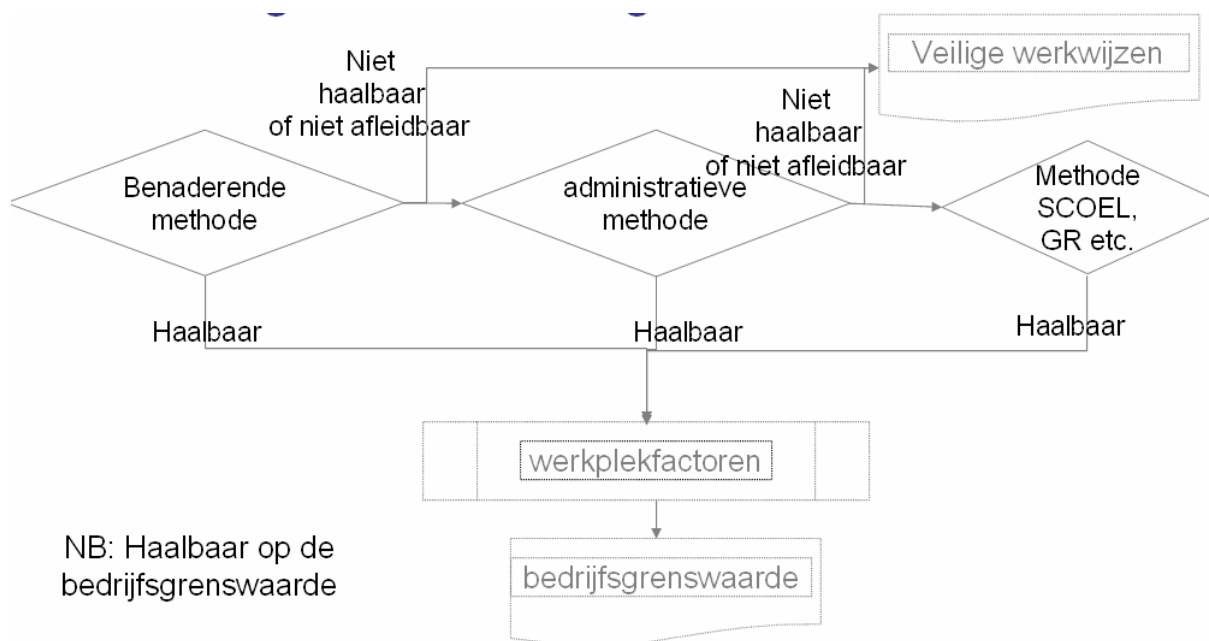 Niet
haalbaar
of niet afleidbaar
Veilige werkwijzen
Niet
haalbaar
of niet afleidbaar
Benaderende
methode
administratieve
methode
Methode
SCOEL,
GR etc.
Haalbaar
Haalbaar
Haalbaar
werkplekfactoren
NB: Haalbaar op de
bedrijfsgrenswaarde
bedrijfsgrenswaarde